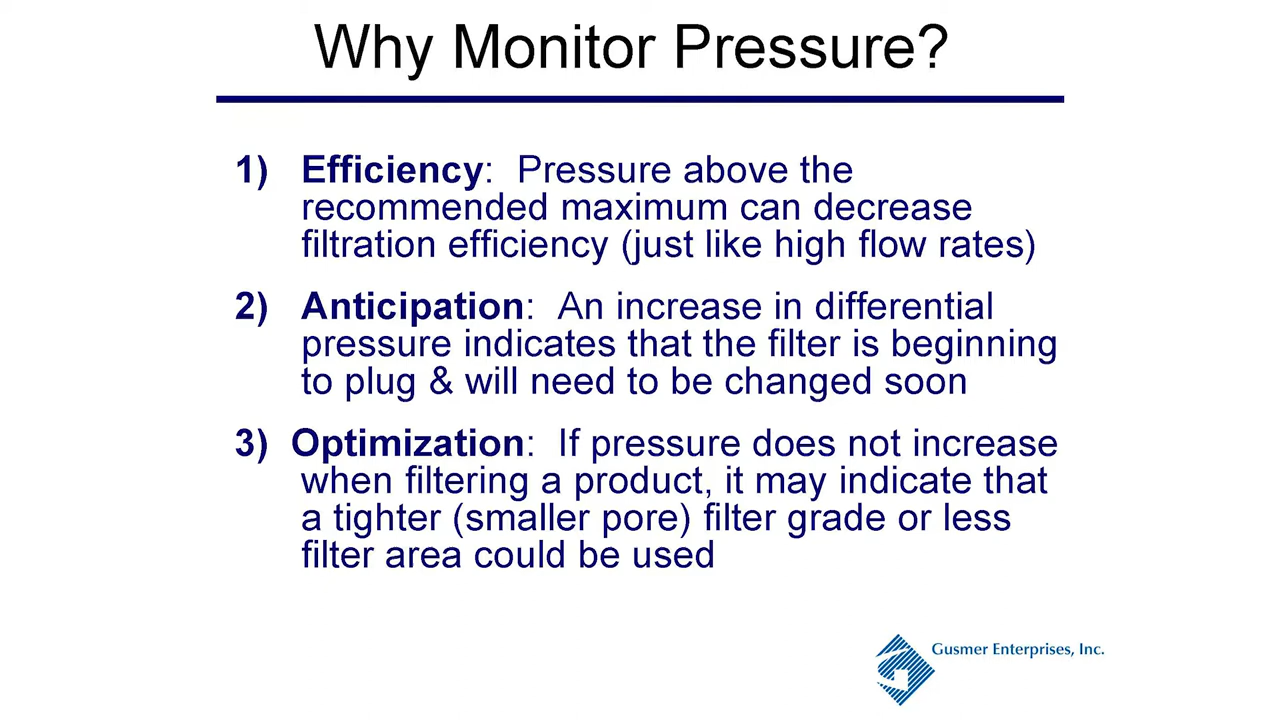 Why Monitor Pressure?
1) Efficiency: Pressure above the
recommended maximum can decrease
filtration efficiency (just like high flow rates)
2) Anticipation: An increase in differential
pressure indicates that the filter is beginning
to plug & will need to be changed soon
3) Optimization: If pressure does not increase
when filtering a product, it may indicate that
a tighter (smaller pore) filter grade or less
filter area could be used
Gusmer Enterprises, Inc.